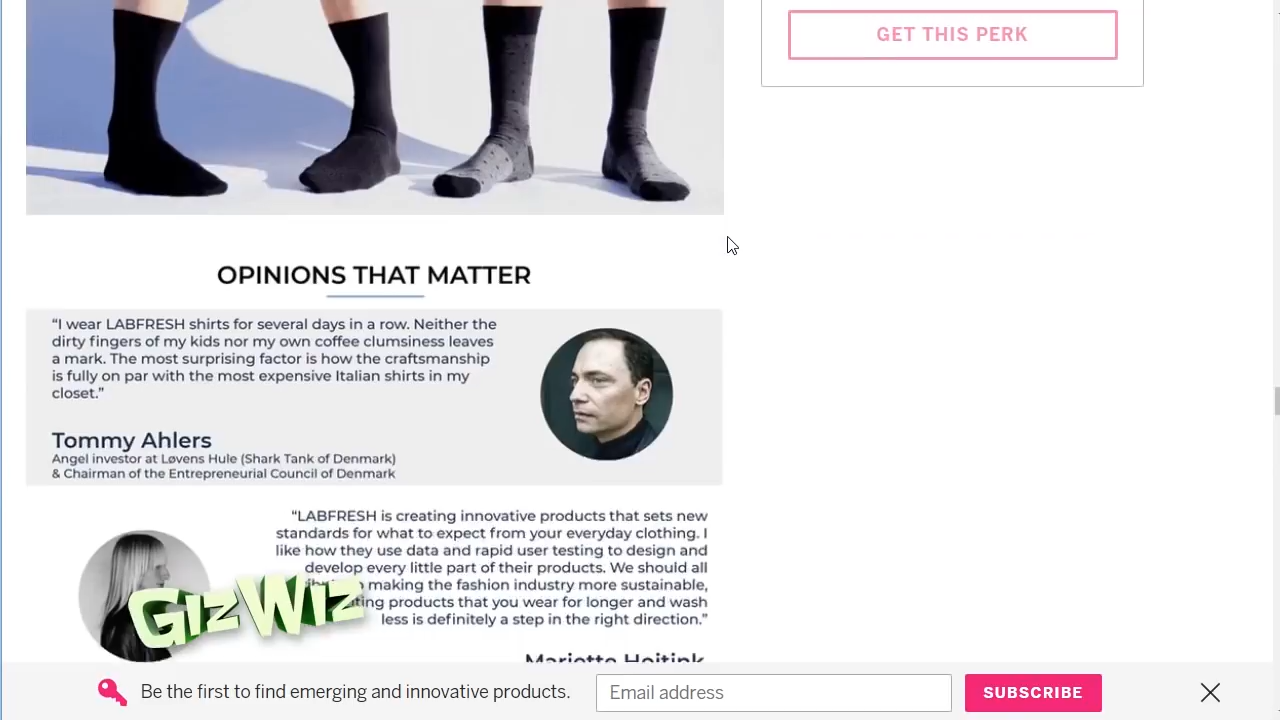 GET THIS PERK
OPINIONS THAT MATTER
“I wear LABFRESH shirts for several days in a row. Neither the
dirty fingers of my kids nor my own coffee clumsiness leaves
a mark. The most surprising factor is how the craftsmanship
is fully on par with the most expensive Italian shirts in my
closet.”
Tommy Ahlers
Angel investor at Løvens Hule (Shark Tank of Denmark)
& Chairman of the Entrepreneurial Council of Denmark
“LABFRESH is creating innovative products that sets new
standards for what to expect from your everyday clothing. I
like how they use data and rapid user testing to design and
develop every little part of their products. We should all
making the fashion industry more sustainable,
products that you wear for longer and wash
less is definitely a step in the right direction.”
GIZWIZ
Mariette Hoitink
Be the first to find emerging and innovative products.
Email address
SUBSCRIBE